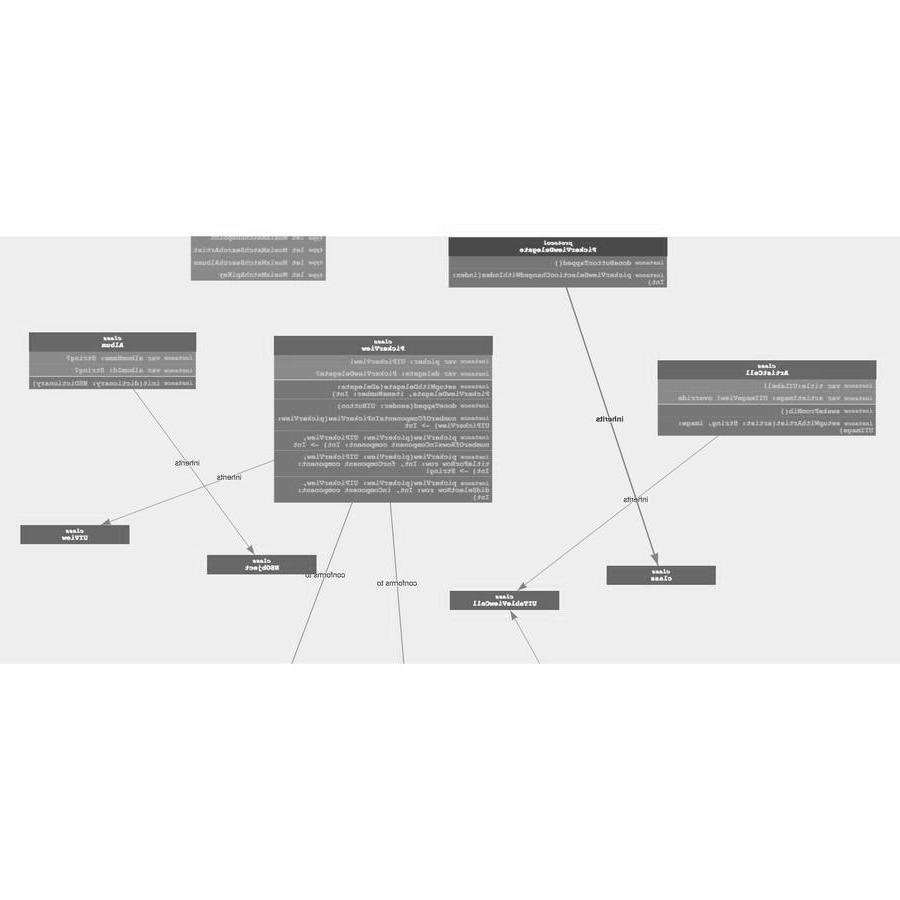 type let MusixMatchEndpoint
type let MusixMatchSearchArtist
type let MusixMatchSearchAlbums
type let MusixMatchApiKey
protocol
PickerViewDelegate
instance doneButtonTapped()
instance pickerViewSelectionChangedWithIndex(index:
Int)
class
Album
instance var albumName: String?
instance var albumId: String?
instance init(dictionary: NSDictionary)
class
PickerView
instance var picker: UIPickerView!
instance var delegate: PickerViewDelegate?
instance setupWithDelegate(aDelegate:
PickerViewDelegate, itemsNumber: Int)
instance doneTapped(sender: UIButton)
instance numberOfComponentsInPickerView(pickerView:
UIPickerView) -> Int
instance pickerView(pickerView: UIPickerView,
numberOfRowsInComponent component: Int) -> Int
instance pickerView(pickerView: UIPickerView,
titleForRow row: Int, forComponent component:
Int) -> String!
instance pickerView(pickerView: UIPickerView,
didSelectRow row: Int, inComponent component:
Int)
class
ArtistCell
instance var title:UILabel!
instance var artistImage: UIImageView! override
instance awakeFromNib()
instance setupWithArtist(artist: String, image:
UIImage)
inherits
inherits
inherits
inherits
class
UIView
class
NSObject
conforms to
conforms to
class
UITableViewCell
class
class